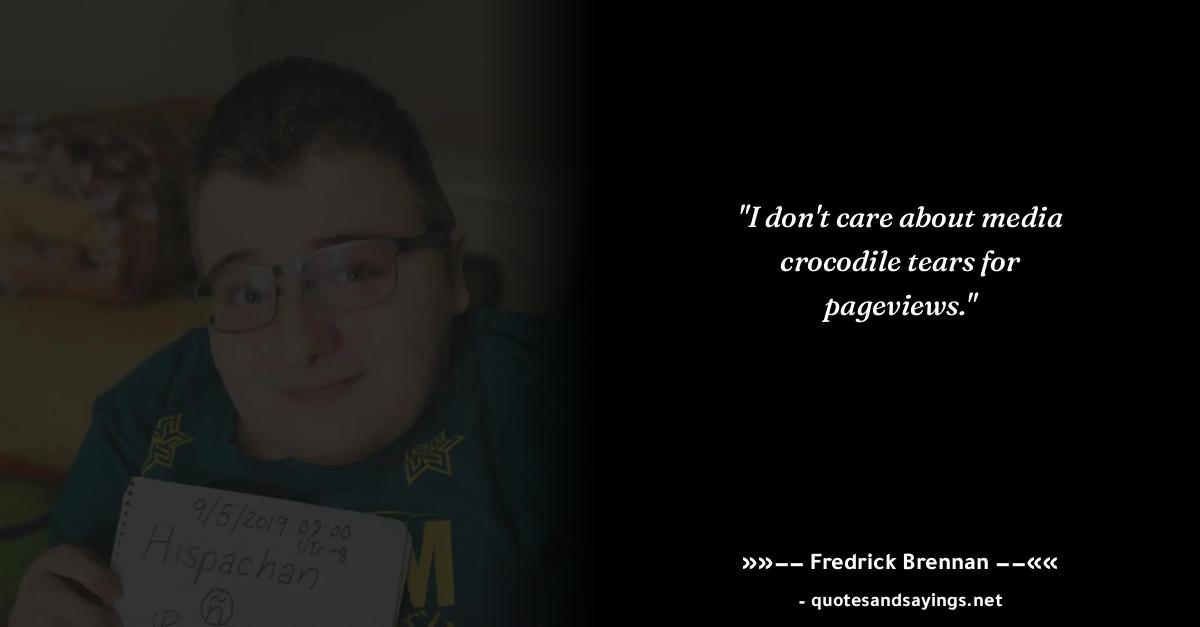 "I don't care about media
crocodile tears for
pageviews."
»»−− Fredrick Brennan −−««
- quotesandsayings.net
9/5/2019 09:00
UTC +8
Hispachan
ñ
M